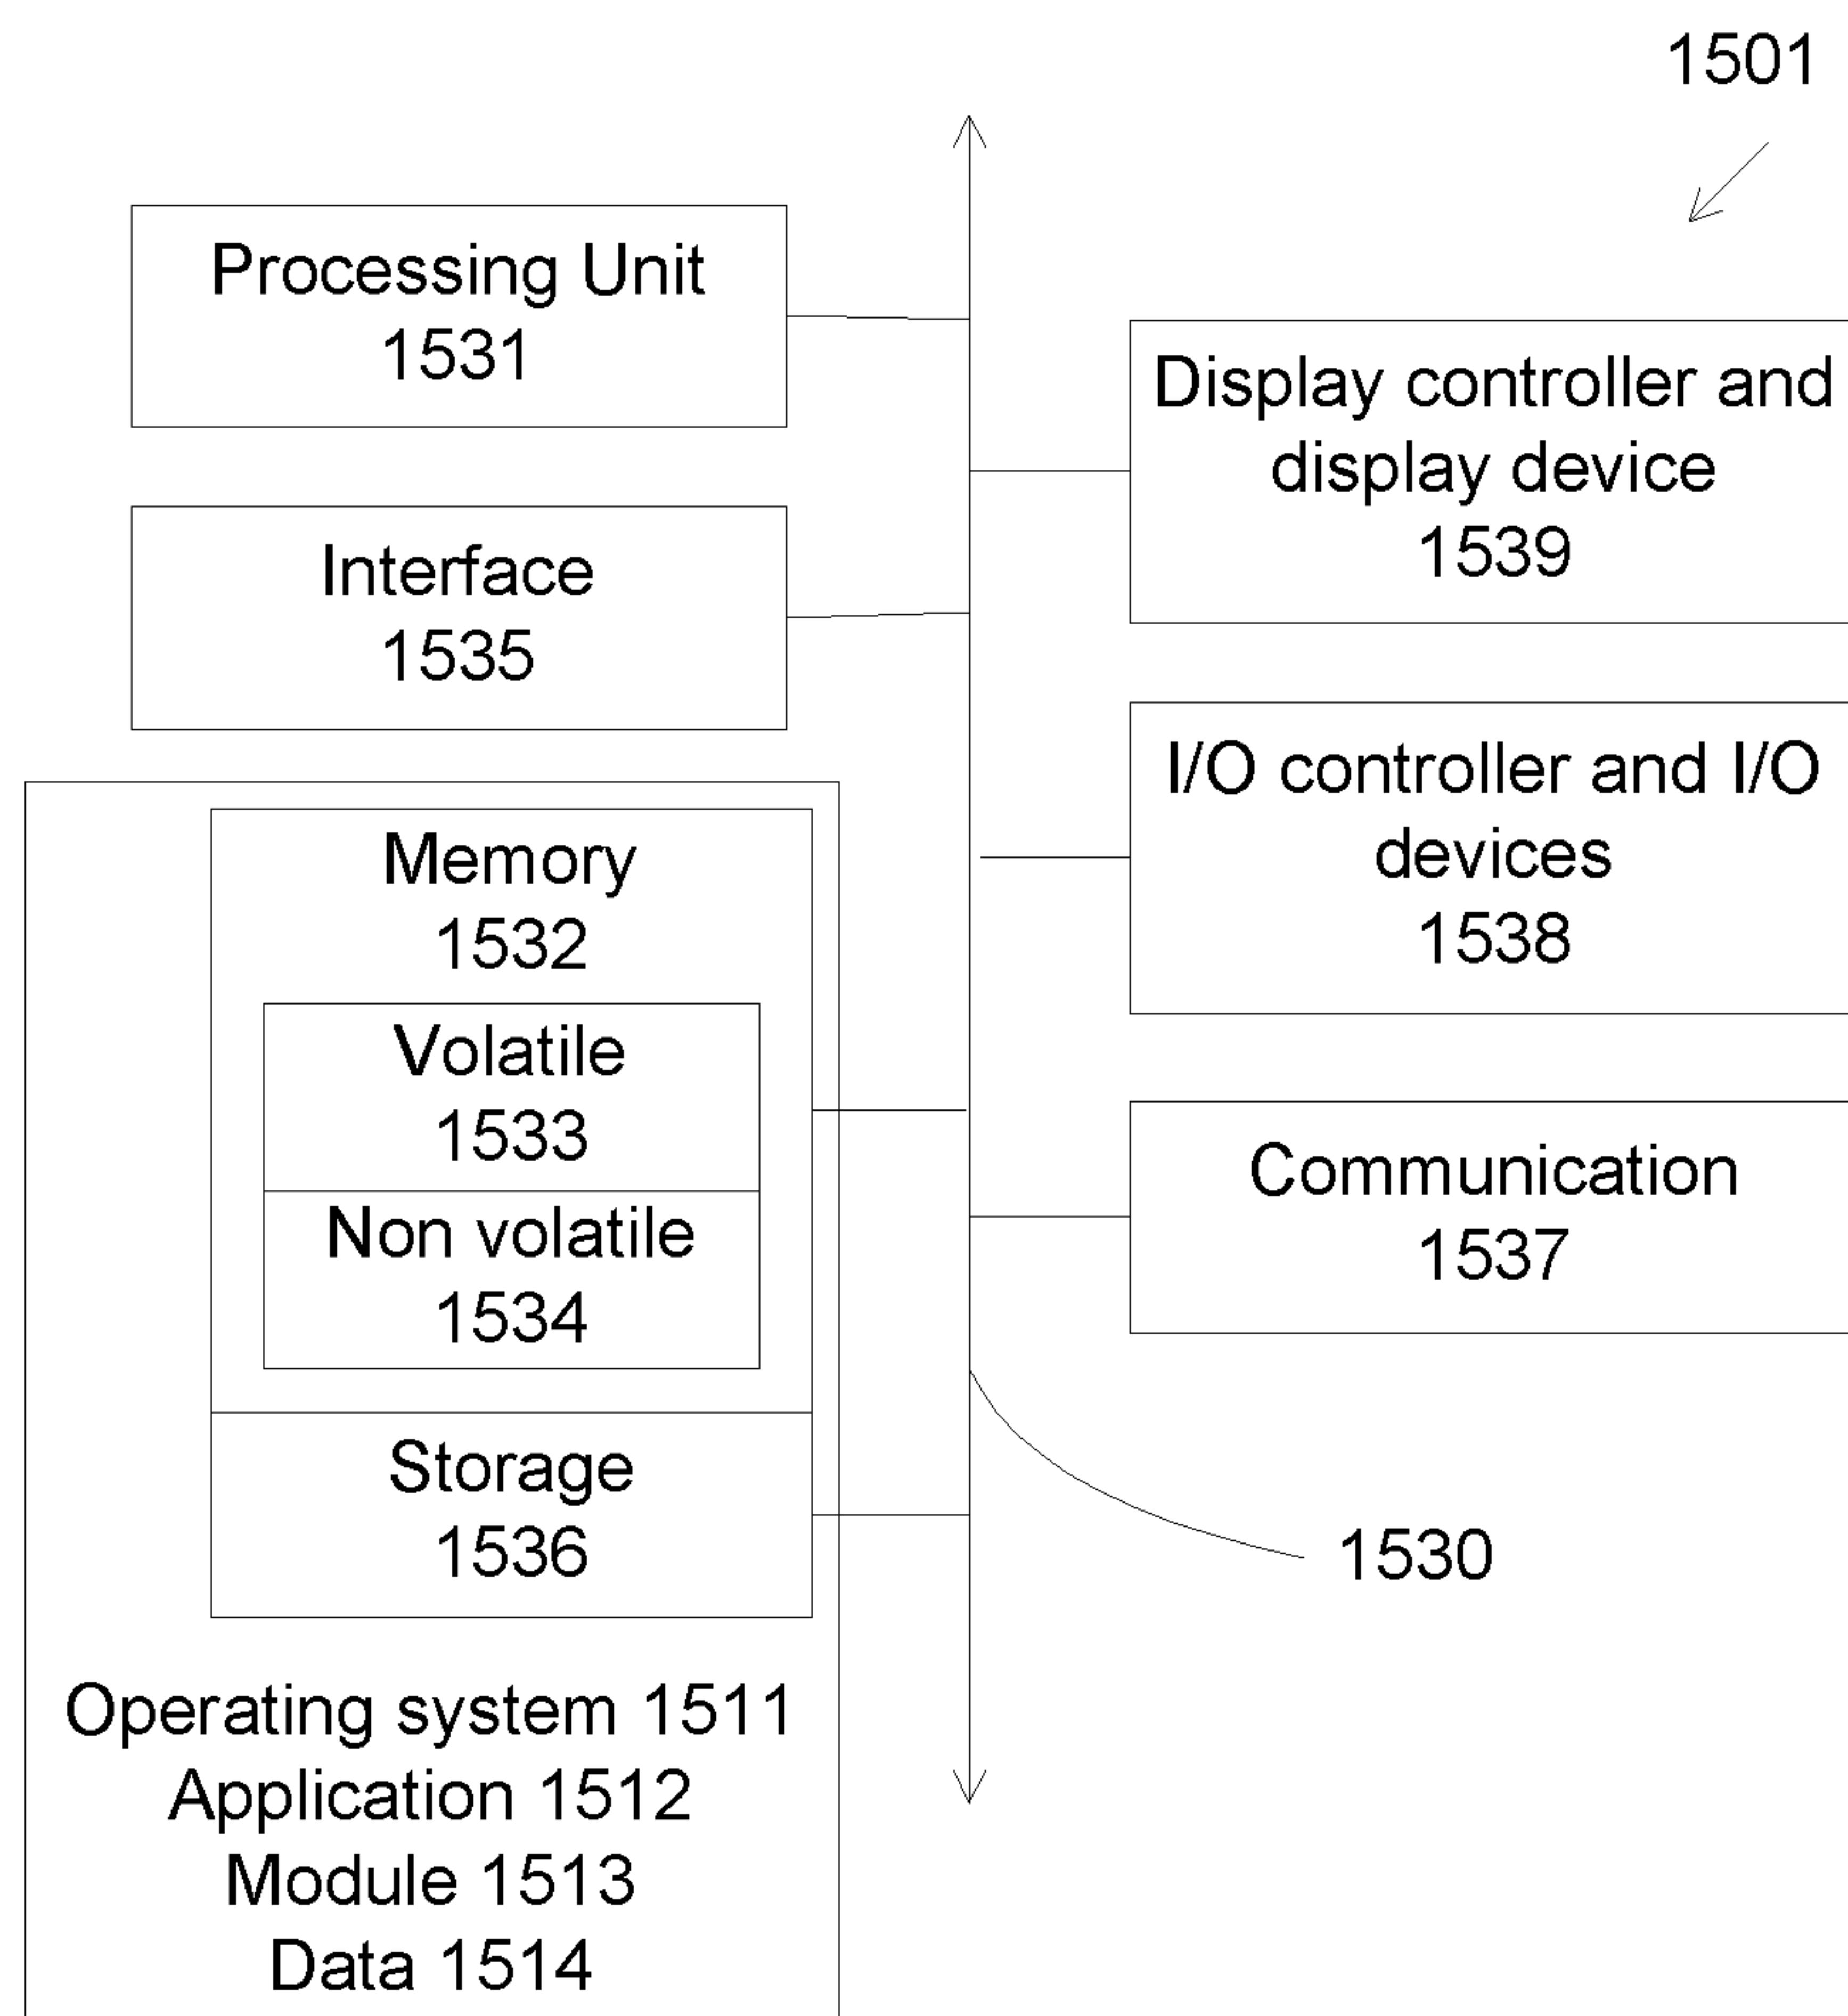 1501
Processing Unit
1531
Display controller and
display device
1539
Interface
1535
I/O controller and I/O
devices
1538
Memory
1532
Volatile
1533
Non volatile
1534
Communication
1537
Storage
1536
1530
Operating system 1511
Application 1512
Module 1513
Data 1514